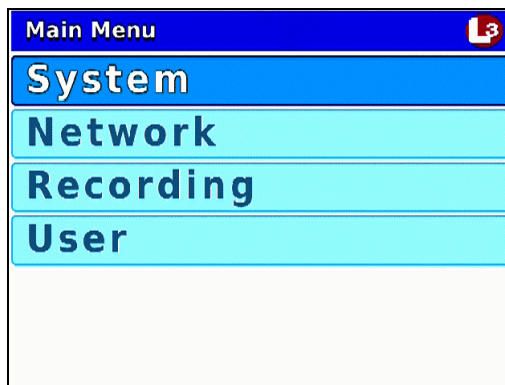 Main Menu
L3
System
Network
Recording
User